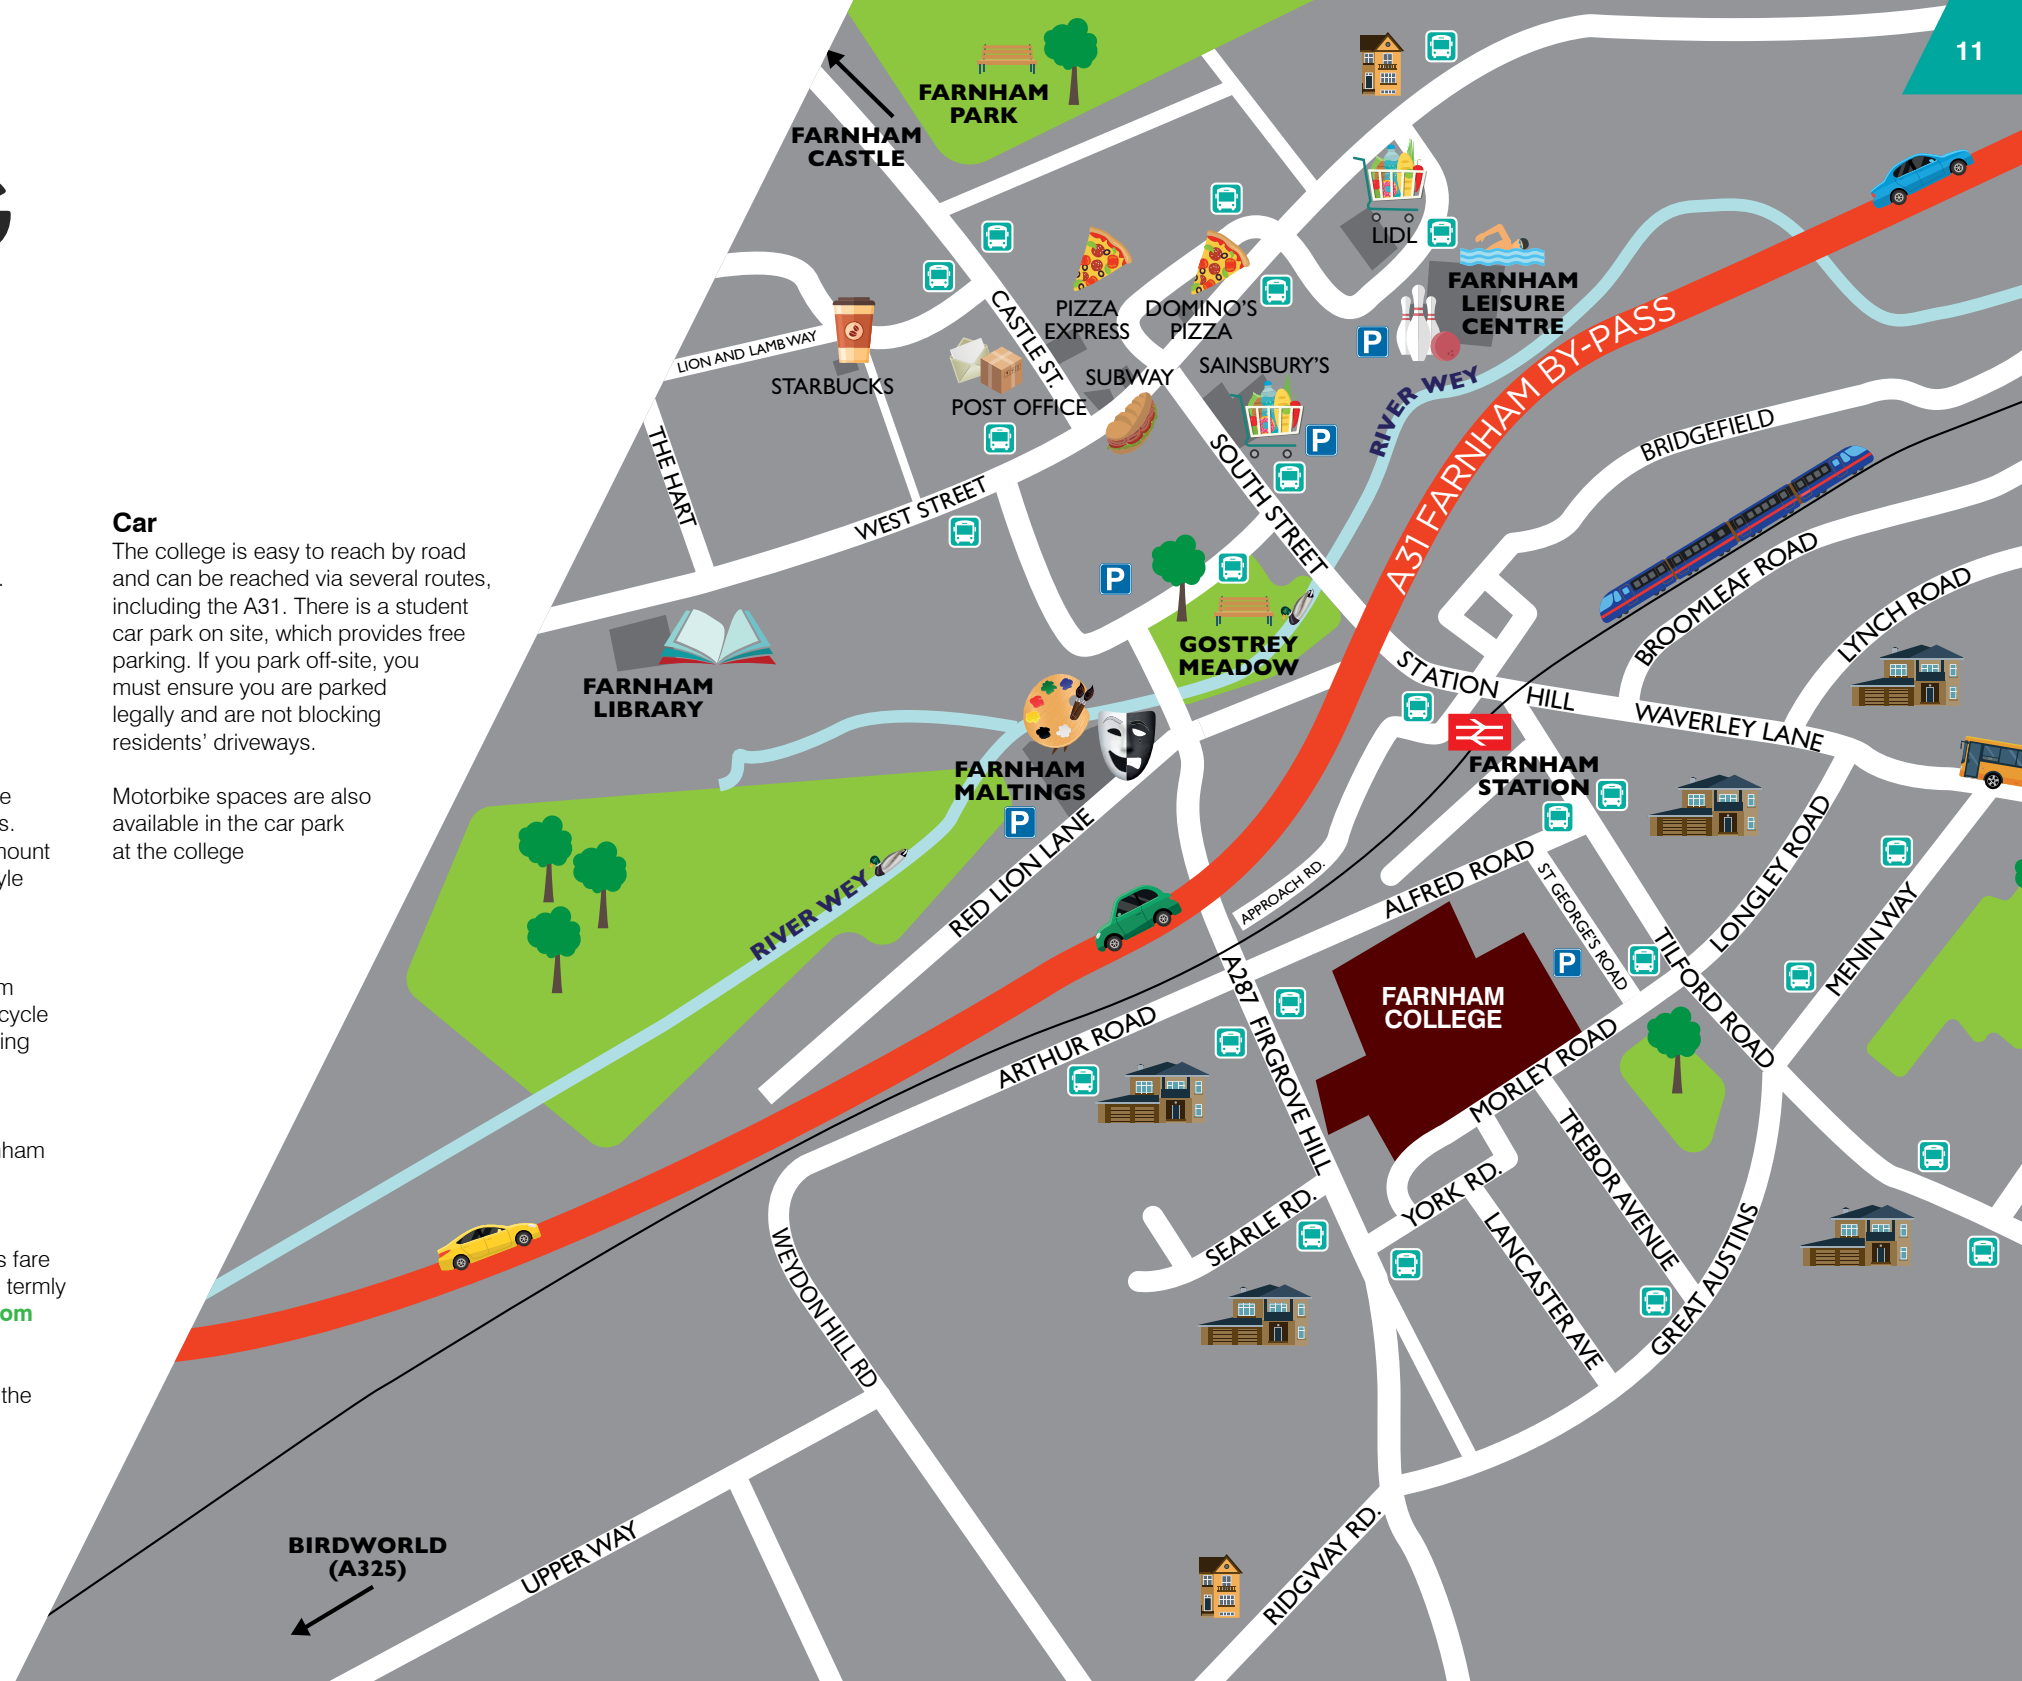 11
Car
The college is easy to reach by road
and can be reached via several routes,
including the A31. There is a student
car park on site, which provides free
parking. If you park off-site, you
must ensure you are parked
legally and are not blocking
residents' driveways.
Motorbike spaces are also
available in the car park
at the college
cycle
s fare
termly
the
FARNHAM
PARK
FARNHAM
CASTLE
LIDL
FARNHAM
LEISURE
CENTRE
PIZZA
EXPRESS
DOMINO'S
PIZZA
CASTLE ST.
LION AND LAMB WAY
STARBUCKS
POST OFFICE
SUBWAY
SAINSBURY'S
P
P
RIVER WEY
A31 FARNHAM BY-PASS
THE HART
WEST STREET
SOUTH STREET
BRIDGEFIELD
BROOMLEAF ROAD
LYNCH ROAD
P
GOSTREY
MEADOW
FARNHAM
LIBRARY
STATION HILL
WAVERLEY LANE
FARNHAM
MALTINGS
P
FARNHAM
STATION
RED LION LANE
RIVER WEY
APPROACH RD.
ALFRED ROAD
ST GEORGE'S ROAD
LONGLEY ROAD
MENIN WAY
TILFORD ROAD
P
FARNHAM
COLLEGE
A287 FIRGROVE HILL
ARTHUR ROAD
MORLEY ROAD
TREBOR AVENUE
YORK RD.
SEARLE RD.
LANCASTER AVE
GREAT AUSTINS
WEYDON HILL RD
UPPER WAY
RIDGWAY RD.
BIRDWORLD
(A325)